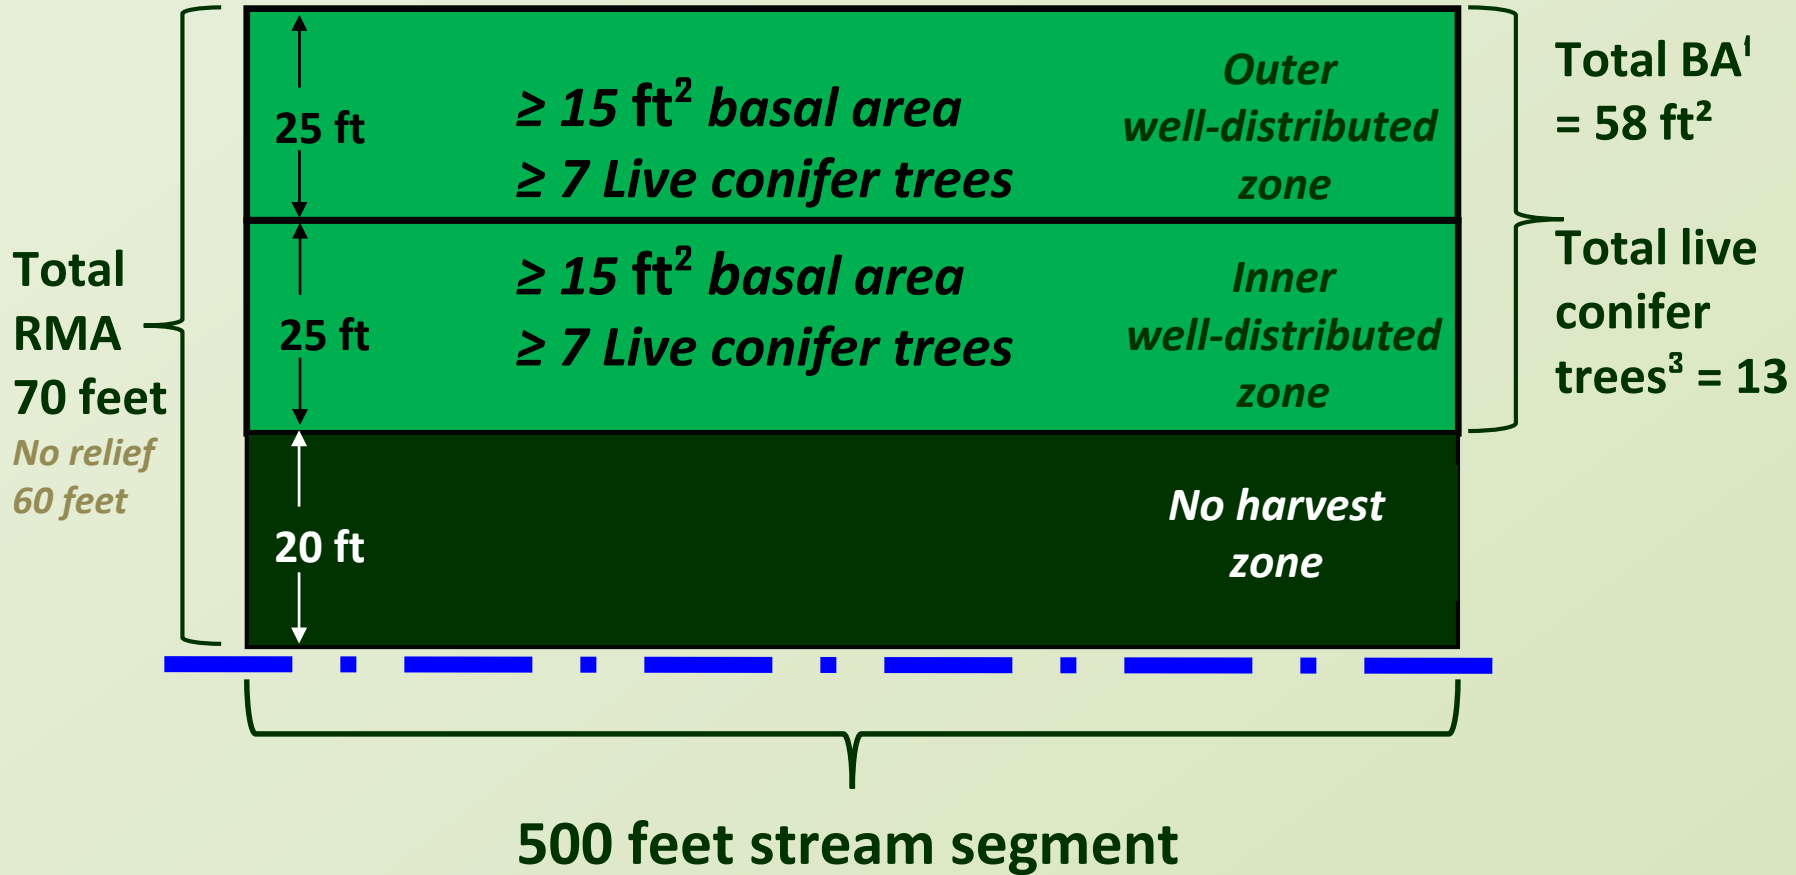 Total
RMA
70 feet
No relief
60 feet
25 ft
≥ 15 ft² basal area
≥ 7 Live conifer trees
Outer
well-distributed
zone
25 ft
≥ 15 ft² basal area
≥ 7 Live conifer trees
Inner
well-distributed
zone
20 ft
No harvest
zone
Total BA¹
= 58 ft²
Total live
conifer
trees³ = 13
500 feet stream segment